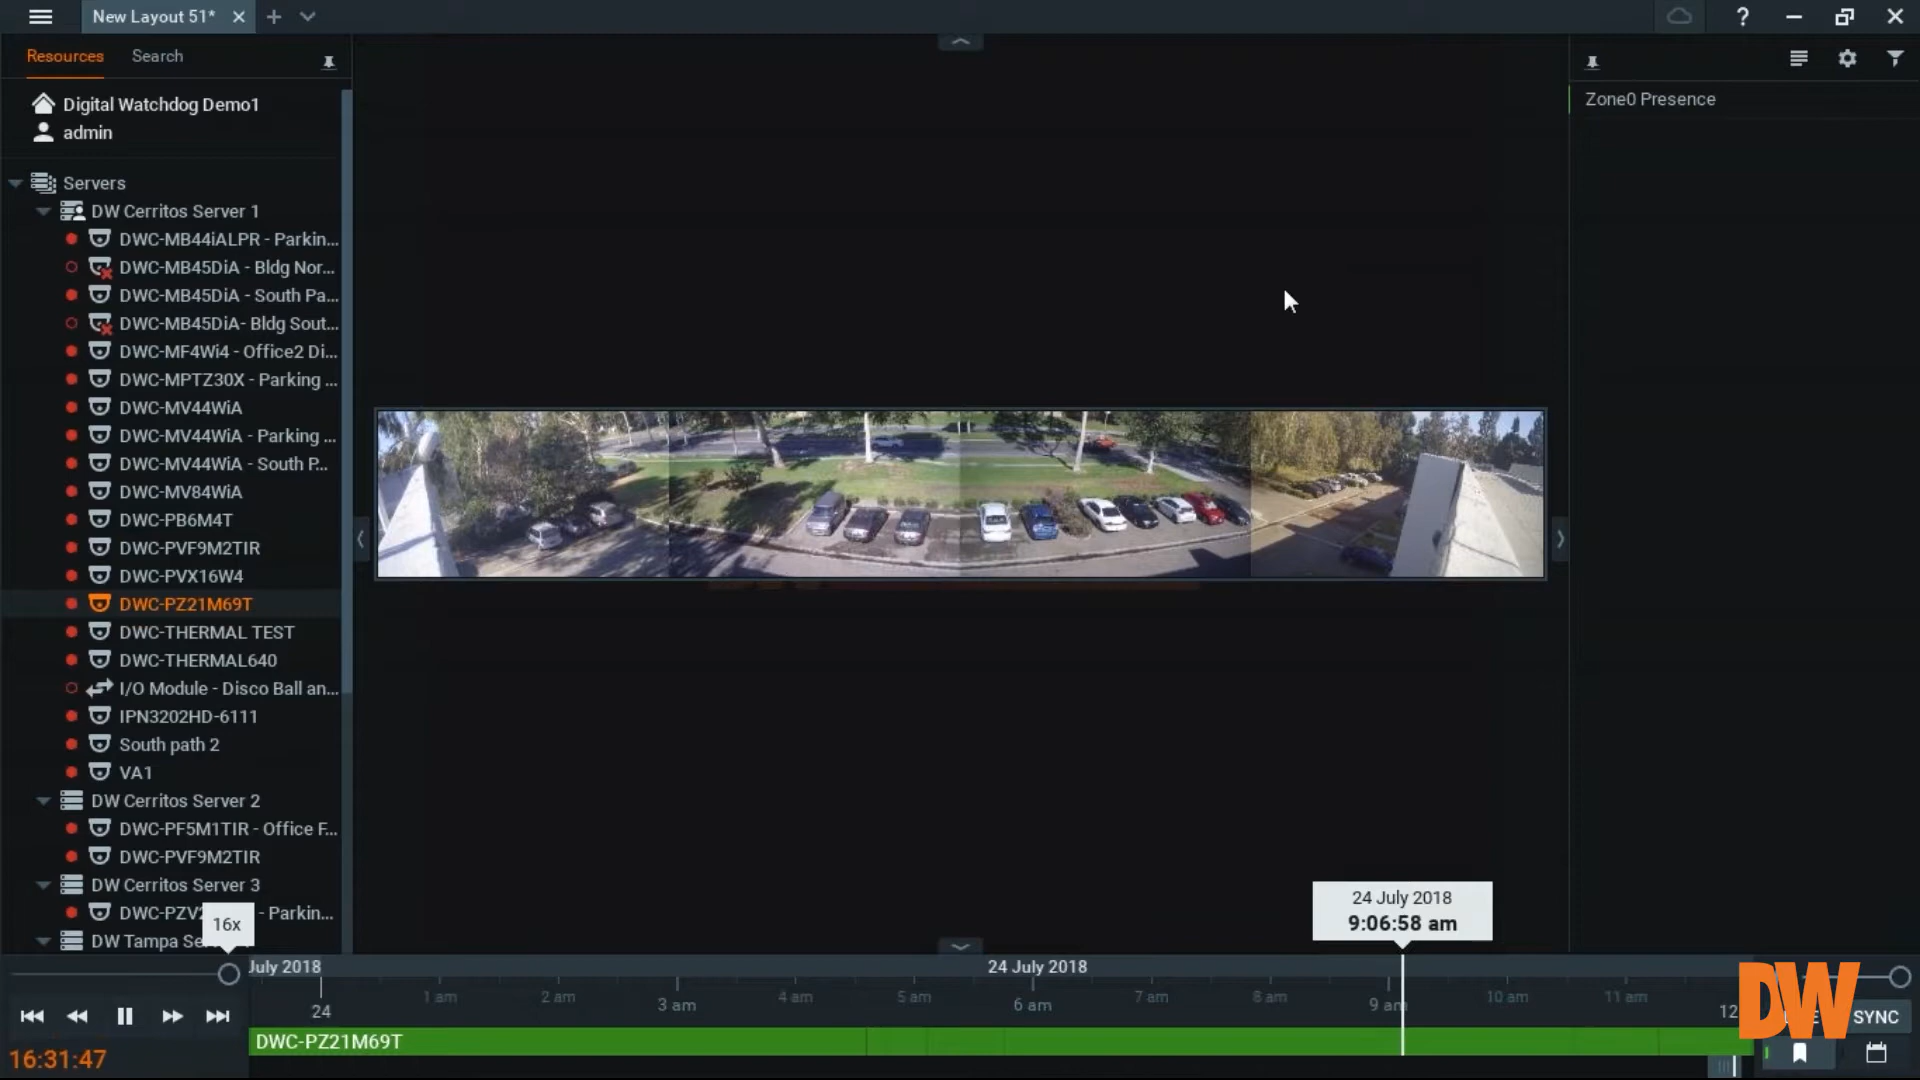 New Layout 51*
Resources
Search
Digital Watchdog Demo1
admin
Servers
DW Cerritos Server 1
DWC-MB44iALPR - Parkin...
DWC-MB45DiA - Bldg Nor...
DWC-MB45DiA - South Pa...
DWC-MB45DiA- Bldg Sout...
DWC-MF4Wi4 - Office2 Di...
DWC-MPTZ30X - Parking ...
DWC-MV44WiA
DWC-MV44WiA - Parking ...
DWC-MV44WiA - South P...
DWC-MV84WiA
DWC-PB6M4T
DWC-PVF9M2TIR
DWC-PVX16W4
DWC-PZ21M69T
DWC-THERMAL TEST
DWC-THERMAL640
I/O Module - Disco Ball an...
IPN3202HD-6111
South path 2
VA1
DW Cerritos Server 2
DWC-PF5M1TIR - Office F...
DWC-PVF9M2TIR
DW Cerritos Server 3
- Parkin...
DW Tampa
16x
Zone0 Presence
24 July 2018
9:06:58 am
July 2018
24 July 2018
24
1 am
2 am
3 am
4 am
5 am
6 am
7 am
8 am
9 am
10 am
11 am
12
DWC-PZ21M69T
16:31:47
DW
SYNC